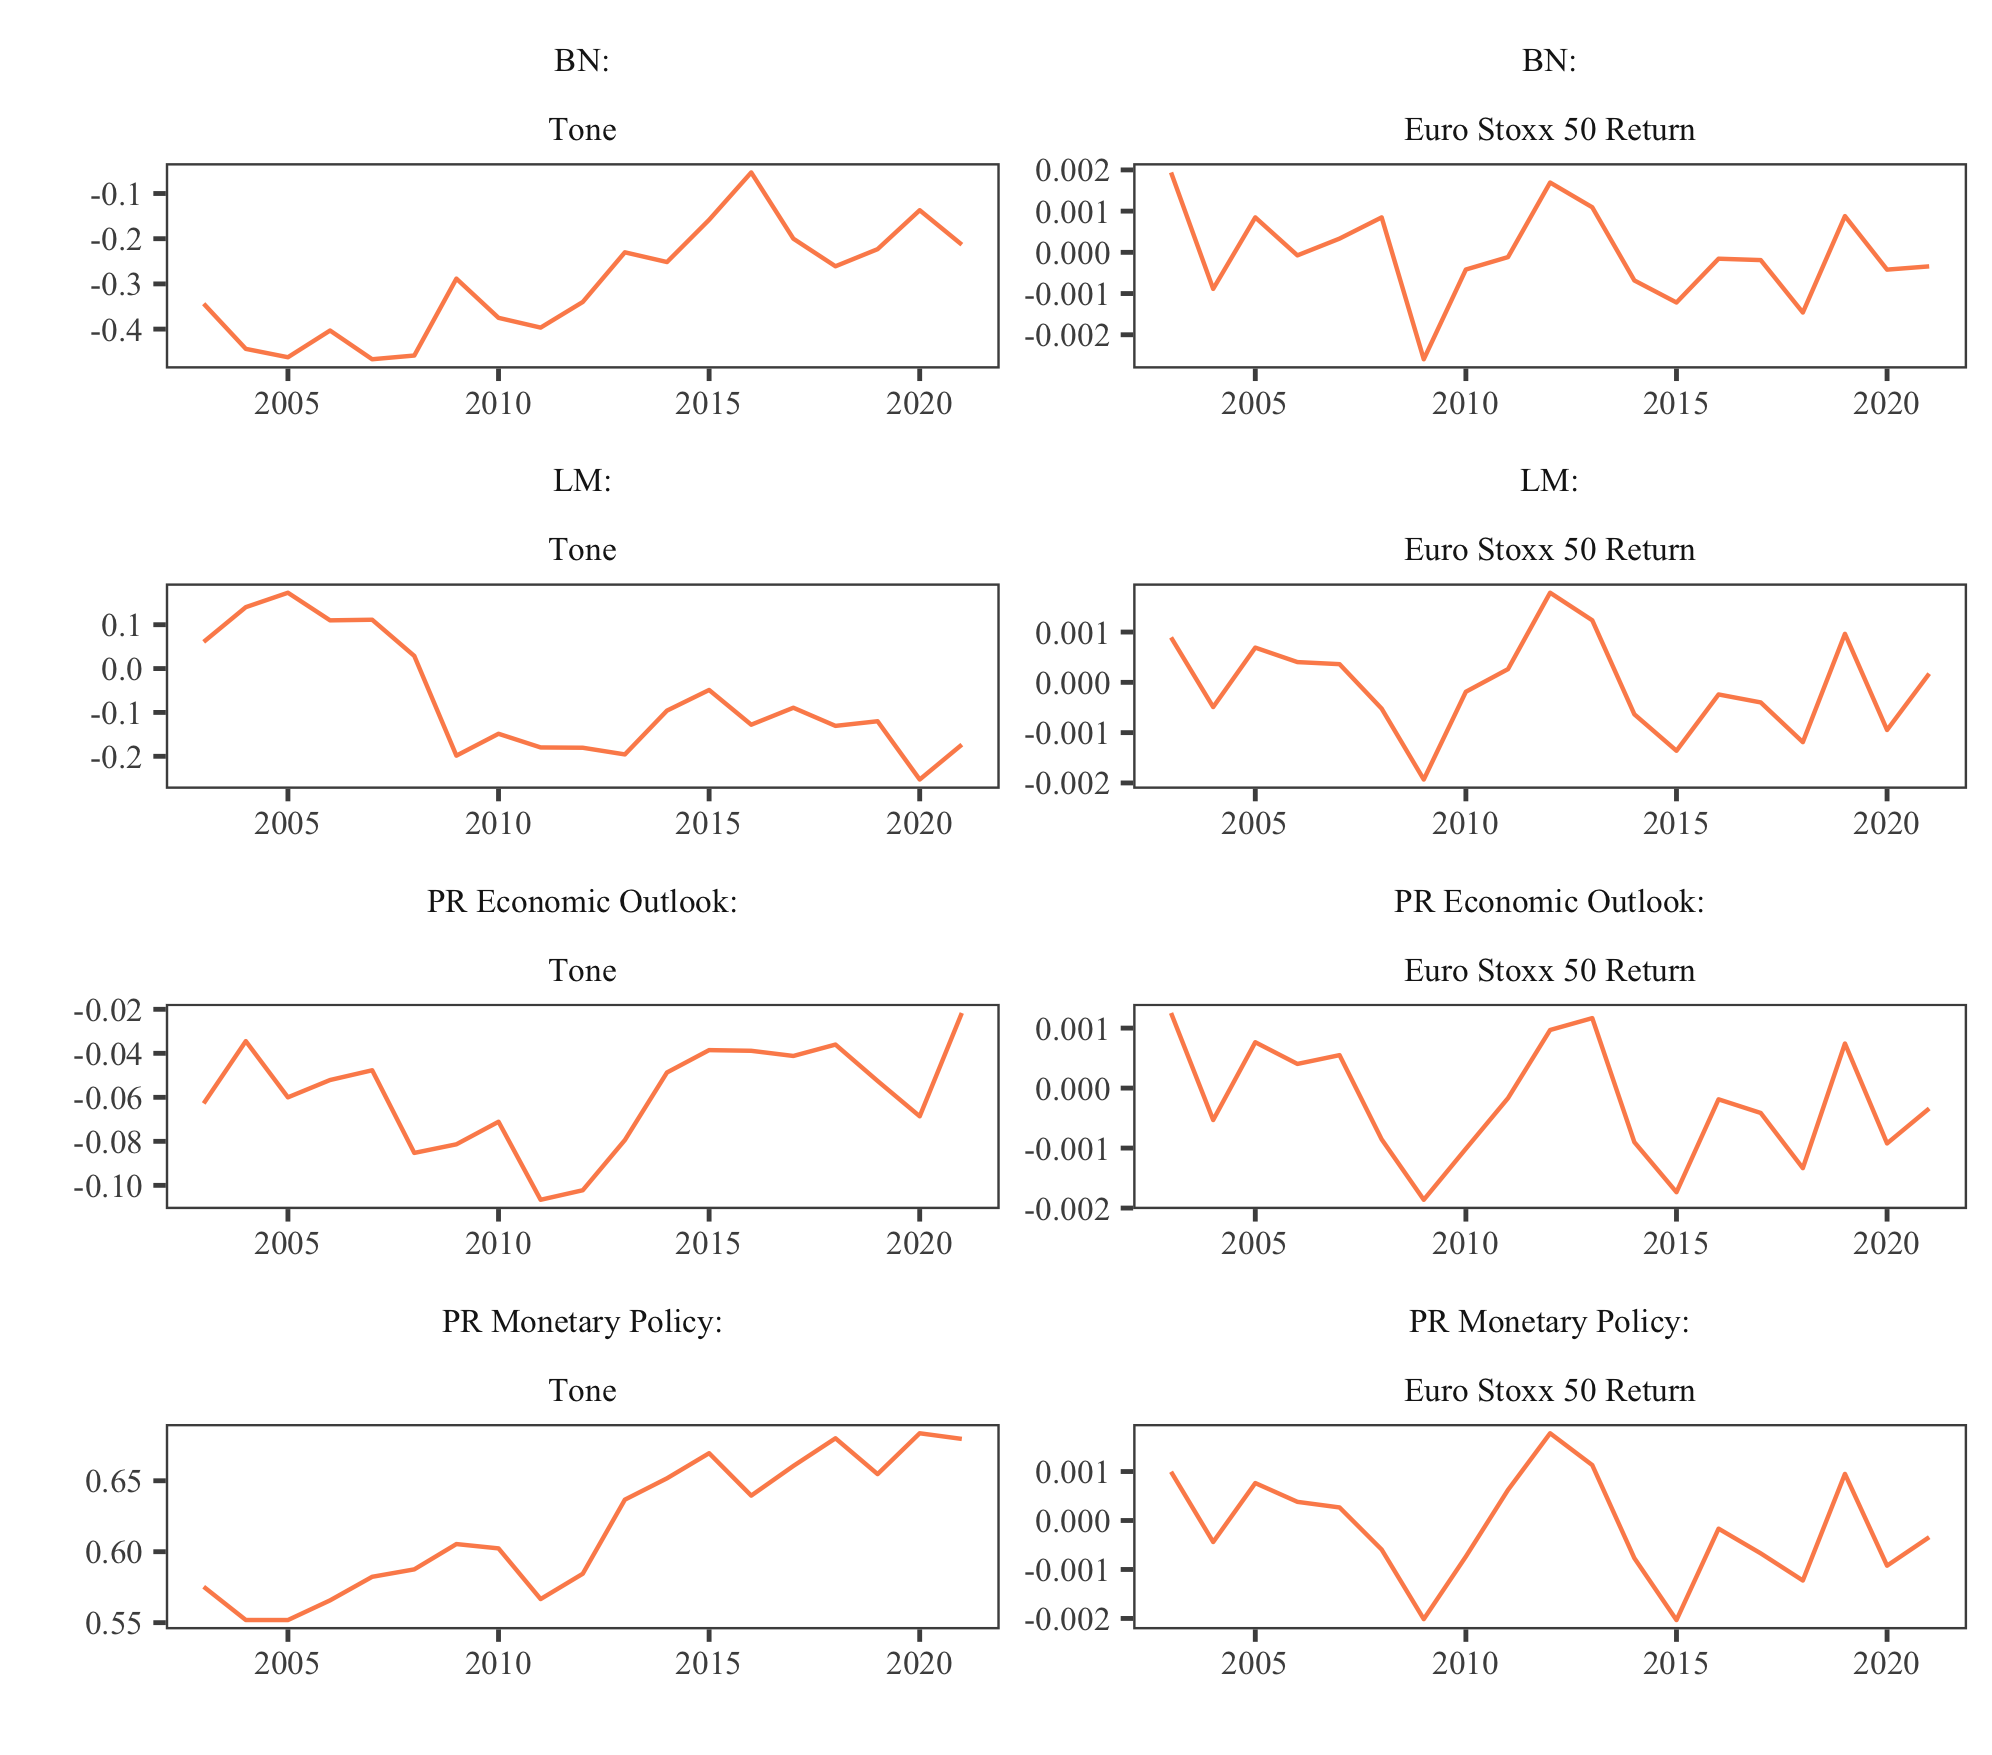 BN:
Tone
-0.1
-0.2
-0.3
-0.4
2005 2010 2015 2020
BN:
Euro Stoxx 50 Return
0.002
0.001
0.000
-0.001
-0.002
2005 2010 2015 2020
LM:
Tone
0.1
0.0
-0.1
-0.2
2005 2010 2015 2020
LM:
Euro Stoxx 50 Return
0.001
0.000
-0.001
-0.002
2005 2010 2015 2020
PR Economic Outlook:
Tone
-0.02
-0.04
-0.06
-0.08
-0.10
2005 2010 2015 2020
PR Economic Outlook:
Euro Stoxx 50 Return
0.001
0.000
-0.001
-0.002
2005 2010 2015 2020
PR Monetary Policy:
Tone
0.65
0.60
0.55
2005 2010 2015 2020
PR Monetary Policy:
Euro Stoxx 50 Return
0.001
0.000
-0.001
-0.002
2005 2010 2015 2020